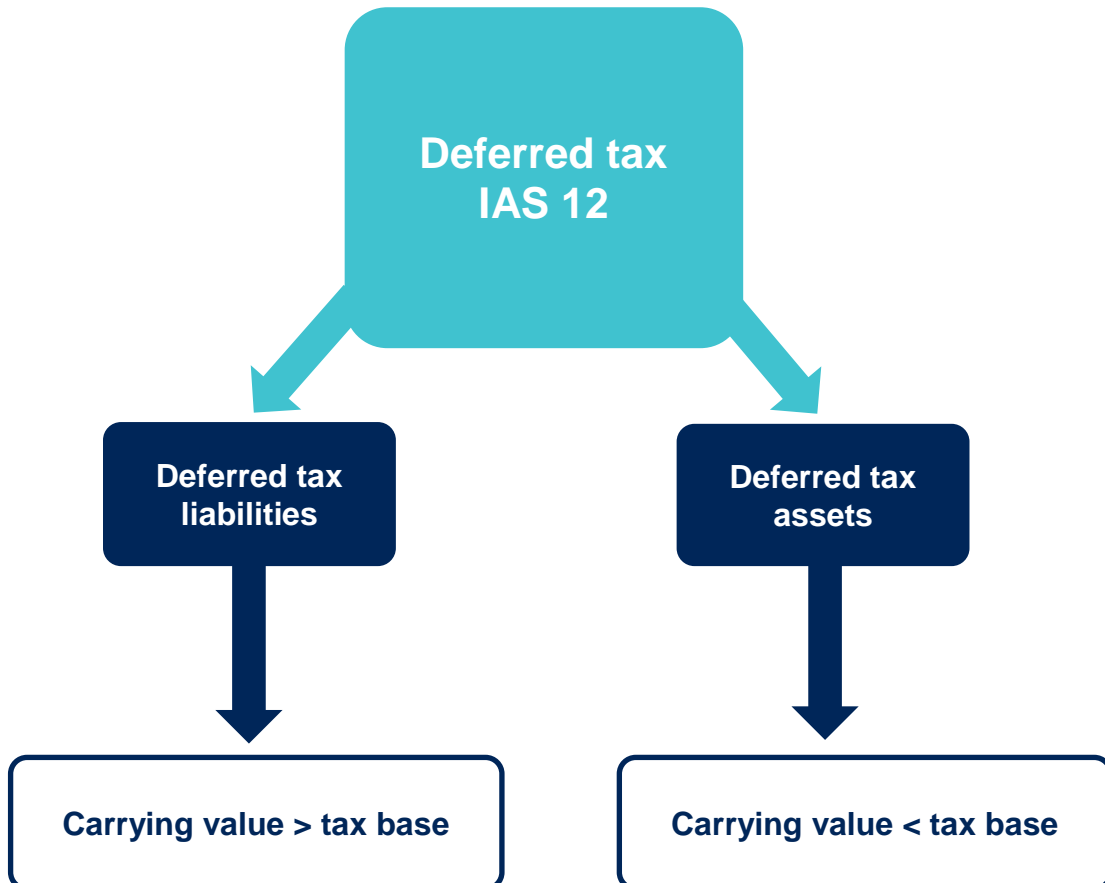 Deferred tax
IAS 12
Deferred tax
liabilities
Deferred tax
assets
Carrying value > tax base
Carrying value < tax base